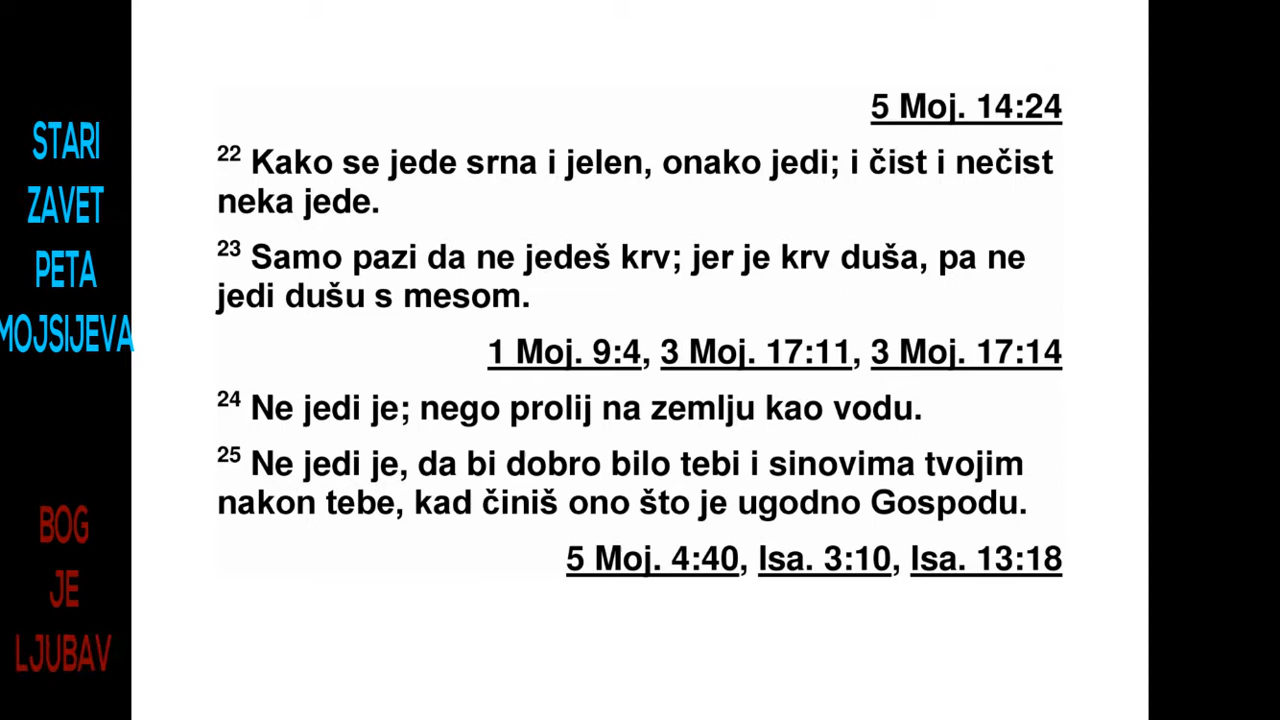 STARI
ZAVET
PETA
MOJSIJEVA
BOG
JE
LJUBAV
5 Moj. 14:24
22 Kako se jede srna i jelen, onako jedi; i čist i nečist
neka jede.
23 Samo pazi da ne jedeš krv; jer je krv duša, pa ne
jedi dušu s mesom.
1 Moj. 9:4, 3 Moj. 17:11, 3 Moj. 17:14
24 Ne jedi je; nego prolij na zemlju kao vodu.
25 Ne jedi je, da bi dobro bilo tebi i sinovima tvojim
nakon tebe, kad činiš ono što je ugodno Gospodu.
5 Moj. 4:40, Isa. 3:10, Isa. 13:18